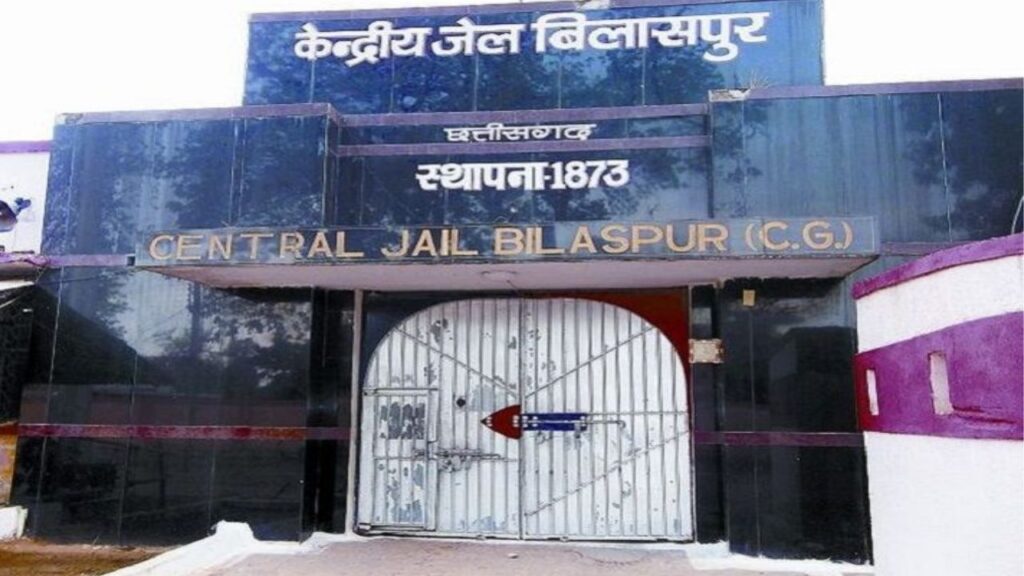 केन्द्रीय जेल बिलासपुर
छत्तीसगढ़
स्थापना-1873
CENTRAL JAIL BILASPUR (C.G.)